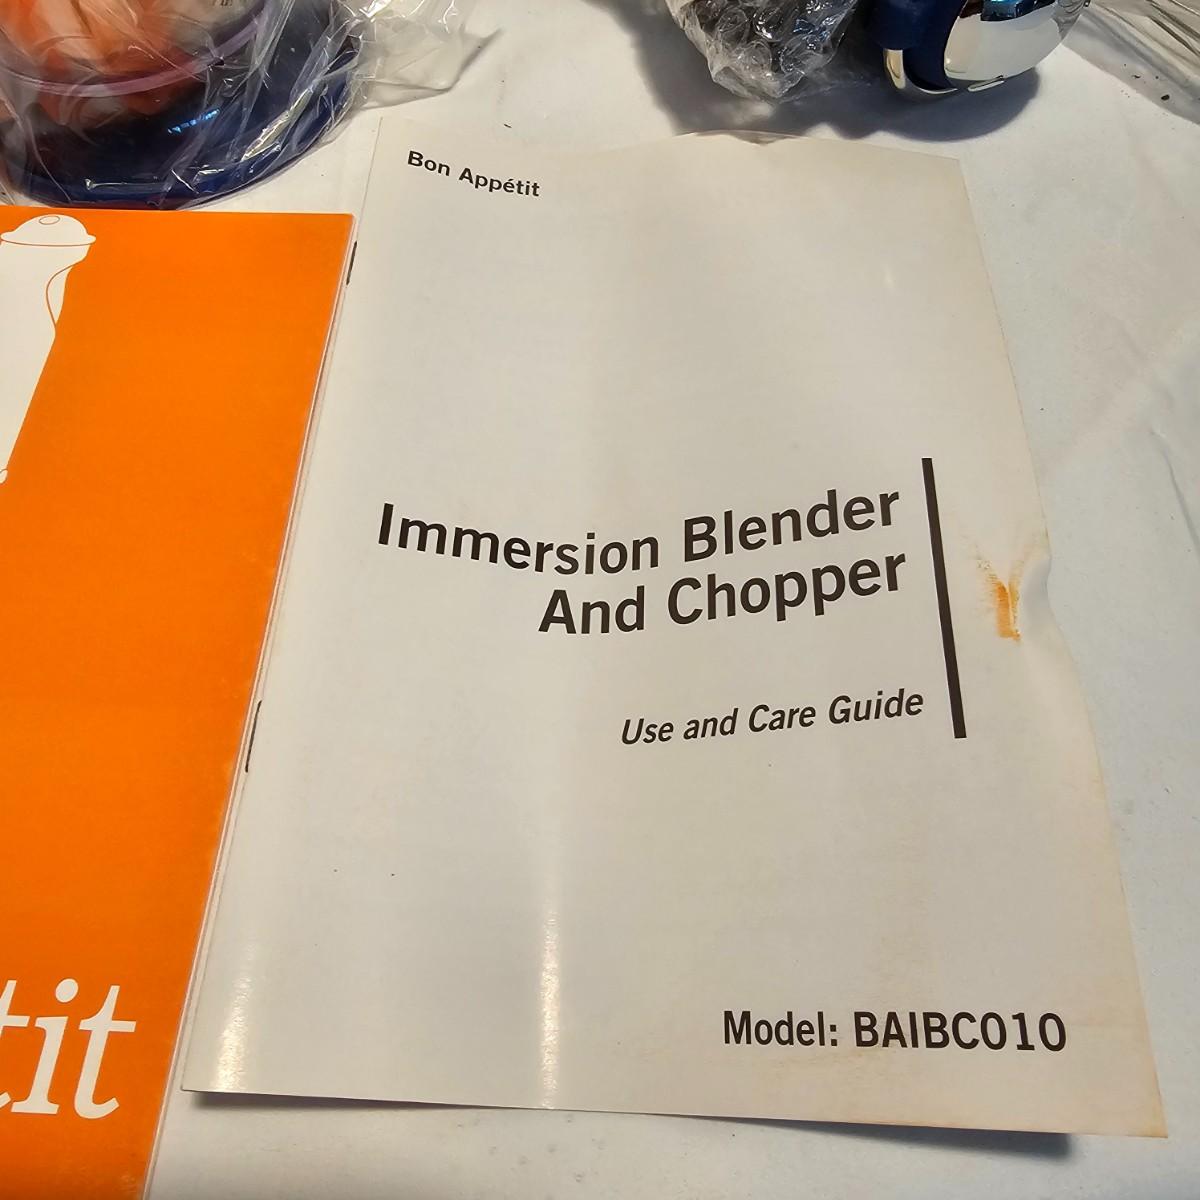 Bon Appétit
Immersion Blender
And Chopper
Use and Care Guide
Model: BAIBC010
tit